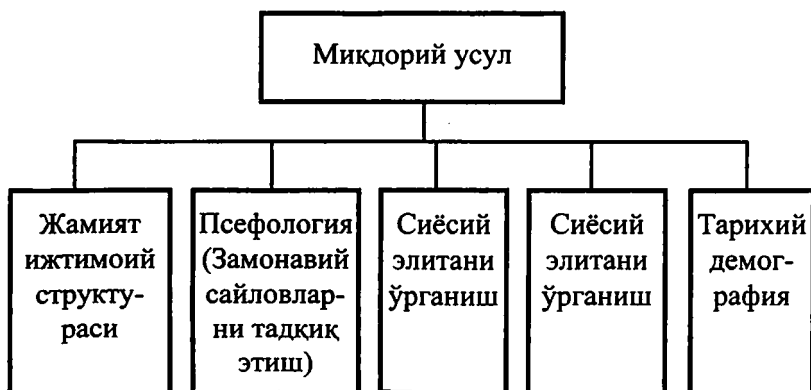 Миқдорий усул
Жамият
ижтимоий
структу-
раси
Псефология
(Замонавий
сайловлар-
ни тадқиқ
этиш)
Сиёсий
элитани
ўрганиш
Сиёсий
элитани
ўрганиш
Тарихий
демог-
рафия